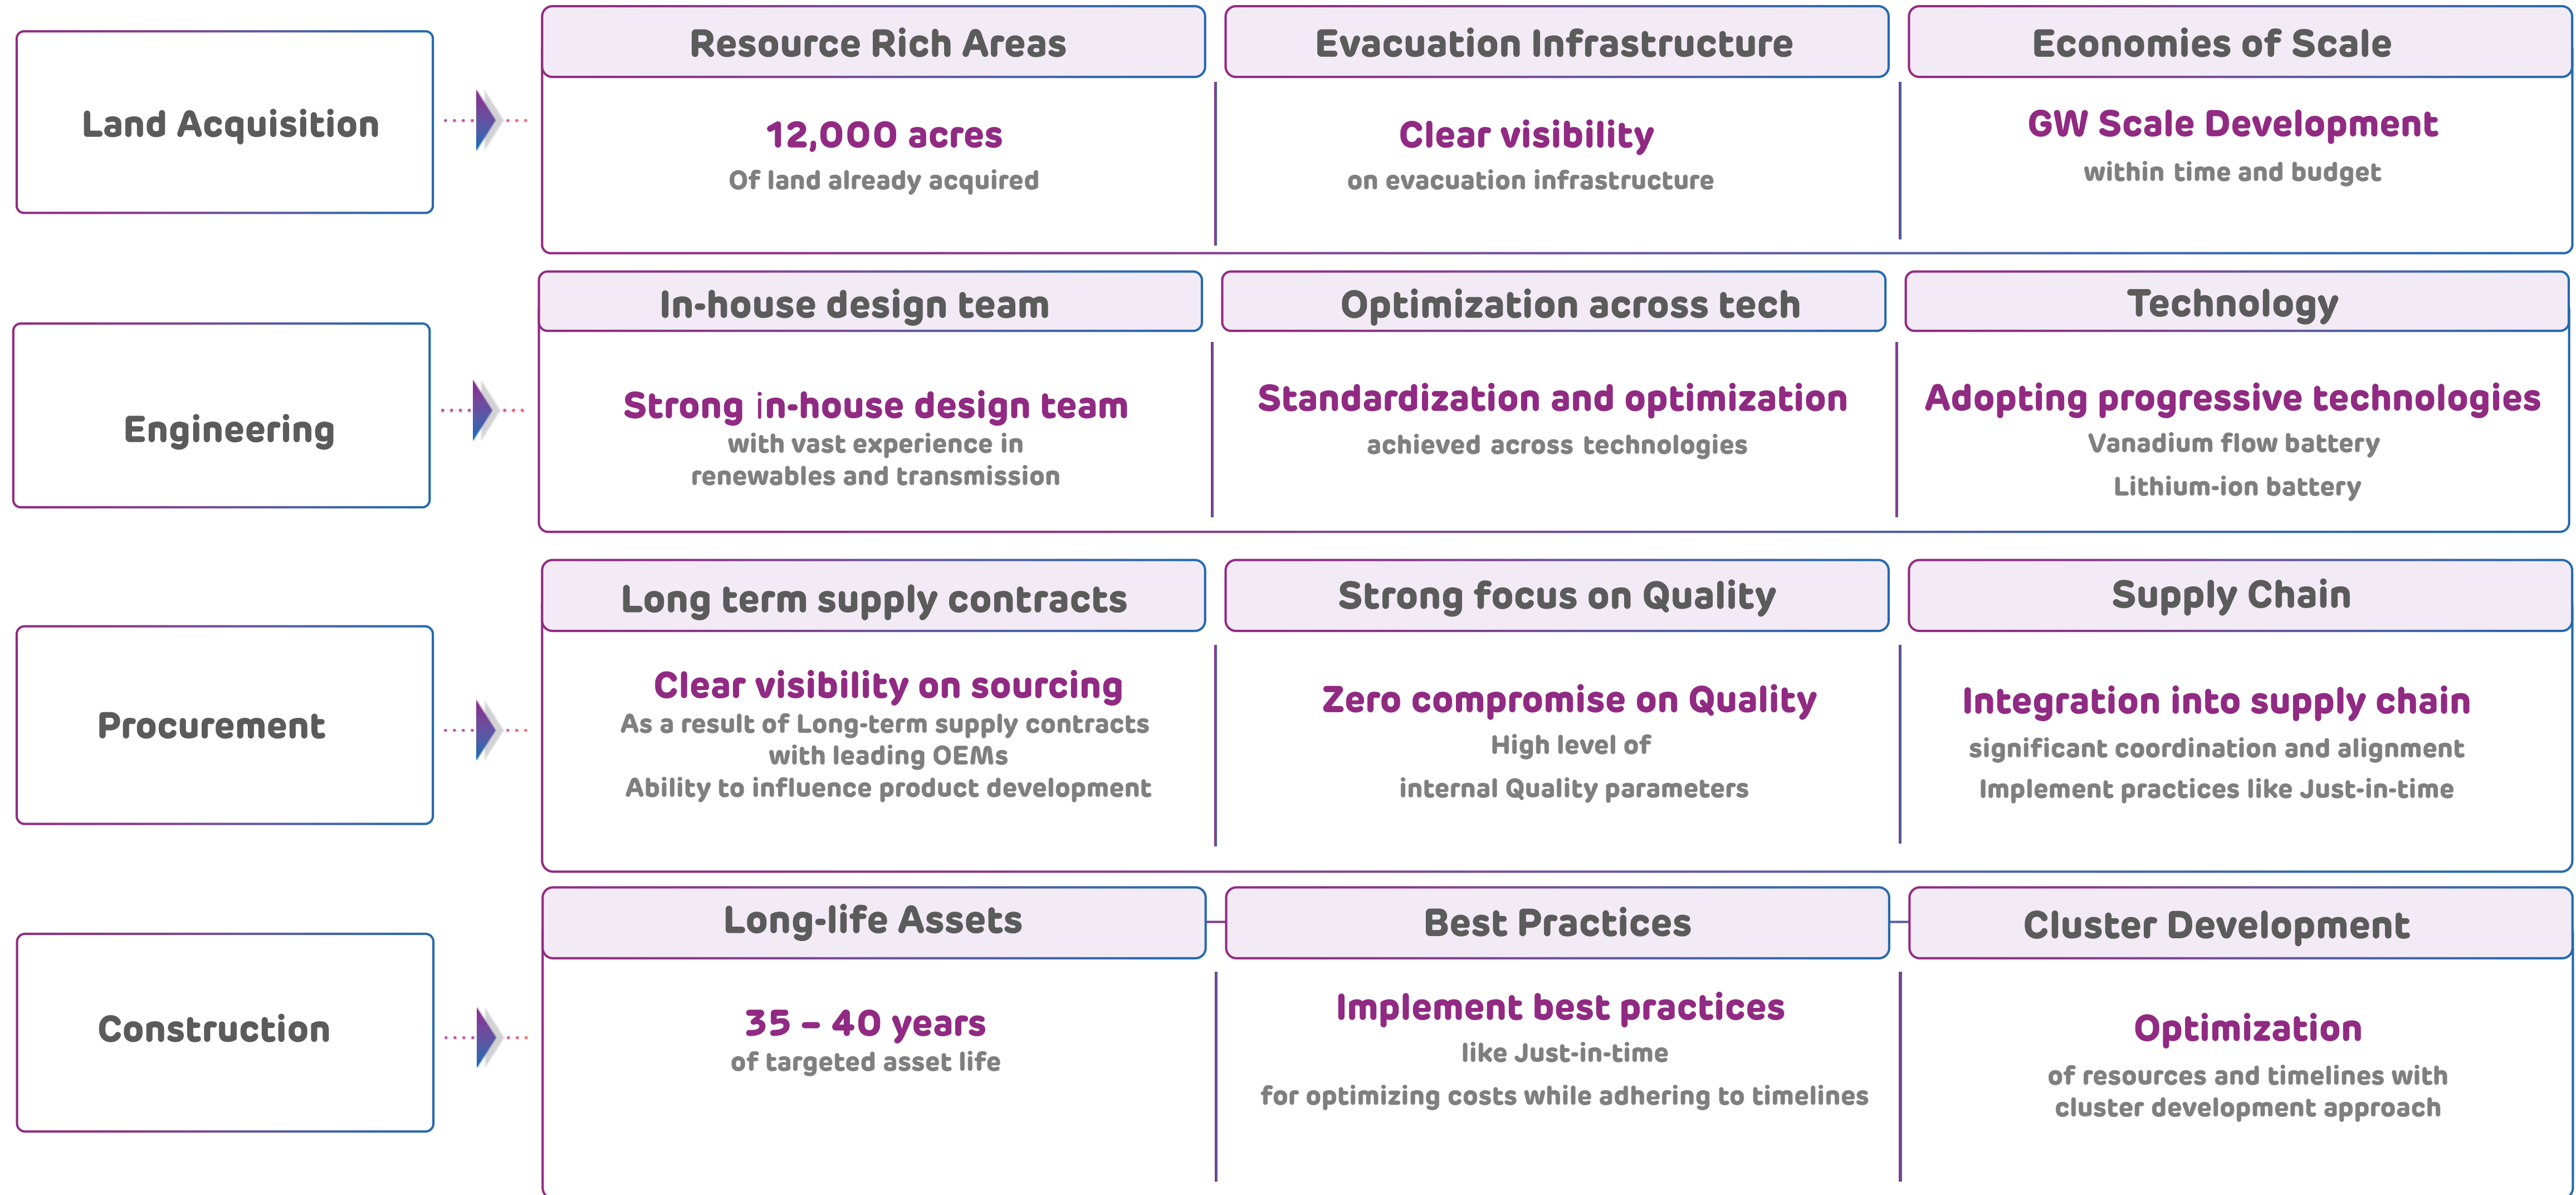 Land Acquisition
Resource Rich Areas
12,000 acres
Of land already acquired
Evacuation Infrastructure
Clear visibility
on evacuation infrastructure
Economies of Scale
GW Scale Development
within time and budget
Engineering
In-house design team
Strong in-house design team
with vast experience in
renewables and transmission
Optimization across tech
Standardization and optimization
achieved across technologies
Technology
Adopting progressive technologies
Vanadium flow battery
Lithium-ion battery
Procurement
Long term supply contracts
Clear visibility on sourcing
As a result of Long-term supply contracts
with leading OEMs
Ability to influence product development
Strong focus on Quality
Zero compromise on Quality
High level of
internal Quality parameters
Supply Chain
Integration into supply chain
significant coordination and alignment
Implement practices like Just-in-time
Construction
Long-life Assets
35 – 40 years
of targeted asset life
Best Practices
Implement best practices
like Just-in-time
for optimizing costs while adhering to timelines
Cluster Development
Optimization
of resources and timelines with
cluster development approach